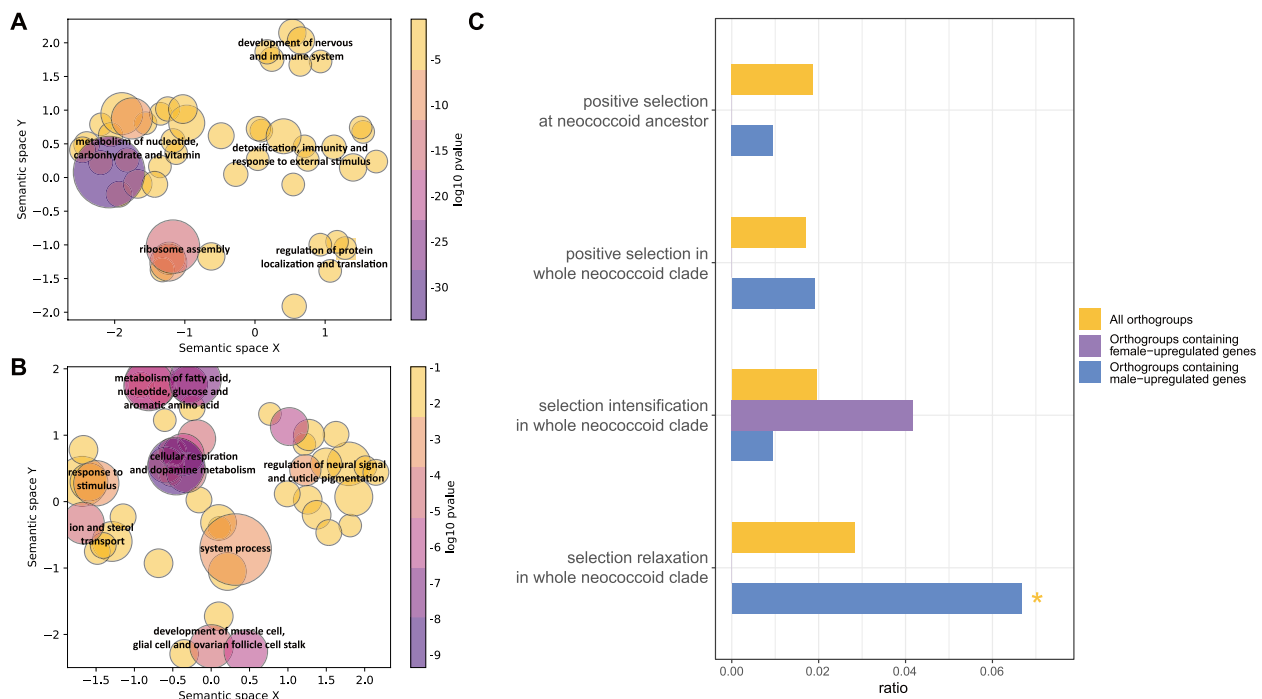 A
2.0
1.5
1.0
0.5
0.0
−0.5
−1.0
−1.5
−2.0
Semantic space Y
−2
−1
0
1
Semantic space X
development of nervous
and immune system
metabolism of nucleotide,
carbonhydrate and vitamin
detoxification, immunity and
response to external stimulus
ribosome assembly
regulation of protein
localization and translation
-5
-10
-15
-20
-25
-30
log10 pvalue
B
2
1
0
−1
−2
Semantic space Y
−1.5
−1.0
−0.5
0.0
0.5
1.0
1.5
2.0
Semantic space X
metabolism of fatty acid,
nucleotide, glucose and
aromatic amino acid
cellular respiration
and dopamine metabolism
regulation of neural signal
and cuticle pigmentation
response to
stimulus
ion and sterol
transport
system process
development of muscle cell,
glial cell and ovarian follicle cell stalk
-1
-2
-3
-4
-5
-6
-7
-8
-9
log10 pvalue
C
positive selection
at neococcoid ancestor
positive selection in
whole neococcoid clade
selection intensification
in whole neococcoid clade
selection relaxation
in whole neococcoid clade
*
0.00
0.02
0.04
0.06
ratio
All orthogroups
Orthogroups containing
female-upregulated genes
Orthogroups containing
male-upregulated genes